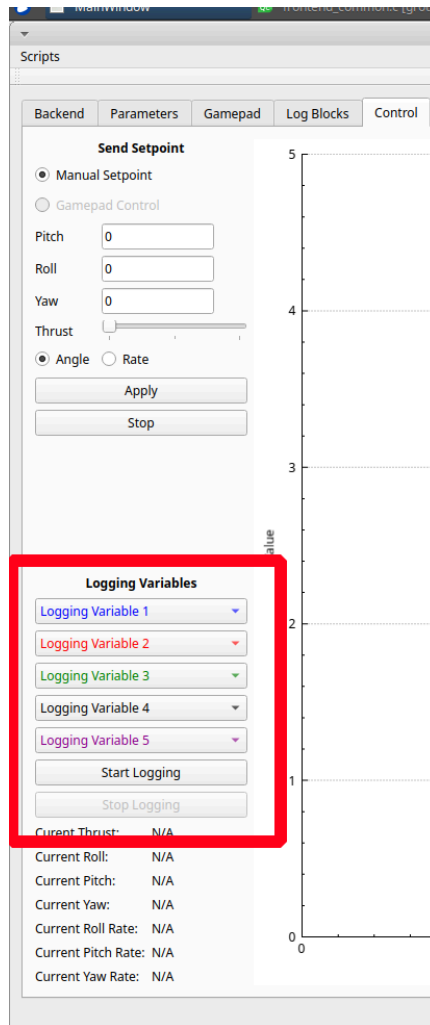 MainWindow
frontend_common.c [grou
Scripts
Backend Parameters Gamepad Log Blocks Control
Send Setpoint
Manual Setpoint
Gamepad Control
Pitch 0
Roll 0
Yaw 0
Thrust
Angle Rate
Apply
Stop
Logging Variables
Logging Variable 1
Logging Variable 2
Logging Variable 3
Logging Variable 4
Logging Variable 5
Start Logging
Stop Logging
Curent Thrust: N/A
Current Roll: N/A
Current Pitch: N/A
Current Yaw: N/A
Current Roll Rate: N/A
Current Pitch Rate: N/A
Current Yaw Rate: N/A
5
4
3
2
1
0
0